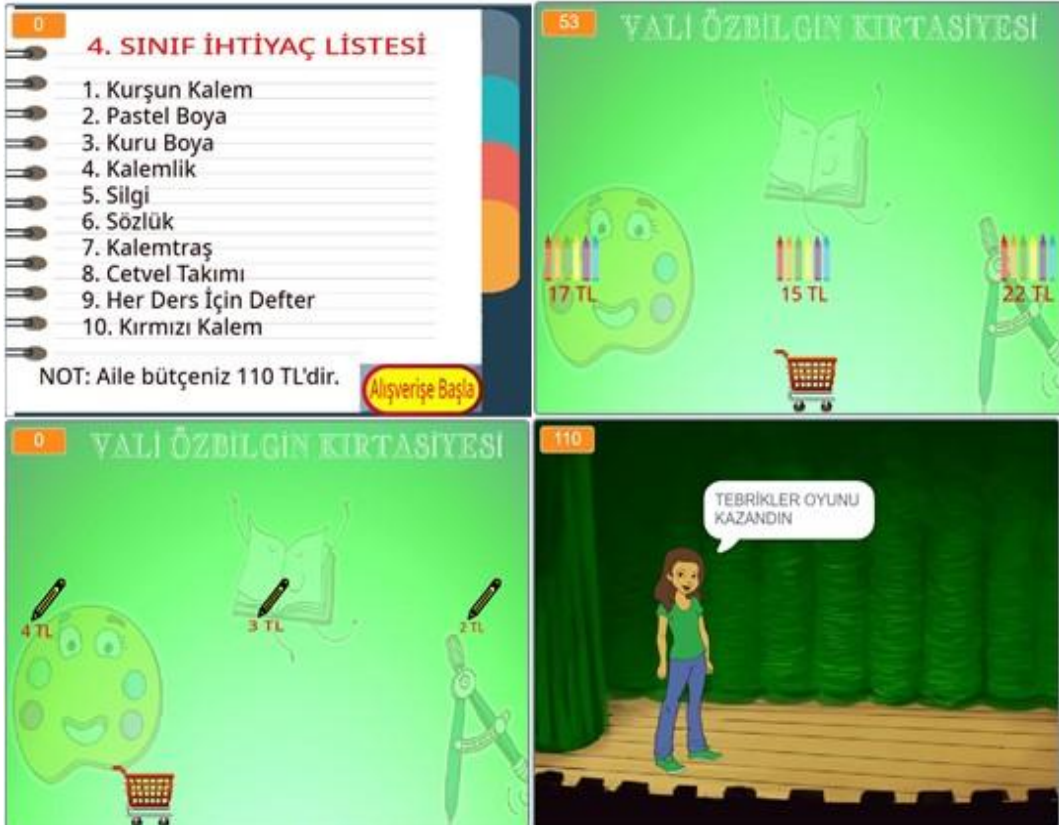 0
4. SINIF İHTİYAÇ LİSTESİ
1. Kurşun Kalem
2. Pastel Boya
3. Kuru Boya
4. Kalemlik
5. Silgi
6. Sözlük
7. Kalemtraş
8. Cetvel Takımı
9. Her Ders İçin Defter
10. Kırmızı Kalem
NOT: Aile bütçeniz 110 TL'dir.
Alışverişe Başla
53
VALİ ÖZBİLGİN KIRTASİYESİ
17 TL
15 TL
22 TL
0
VALİ ÖZBİLGİN KIRTASİYESİ
4 TL
3 TL
2 TL
110
TEBRİKLER OYUNU
KAZANDIN